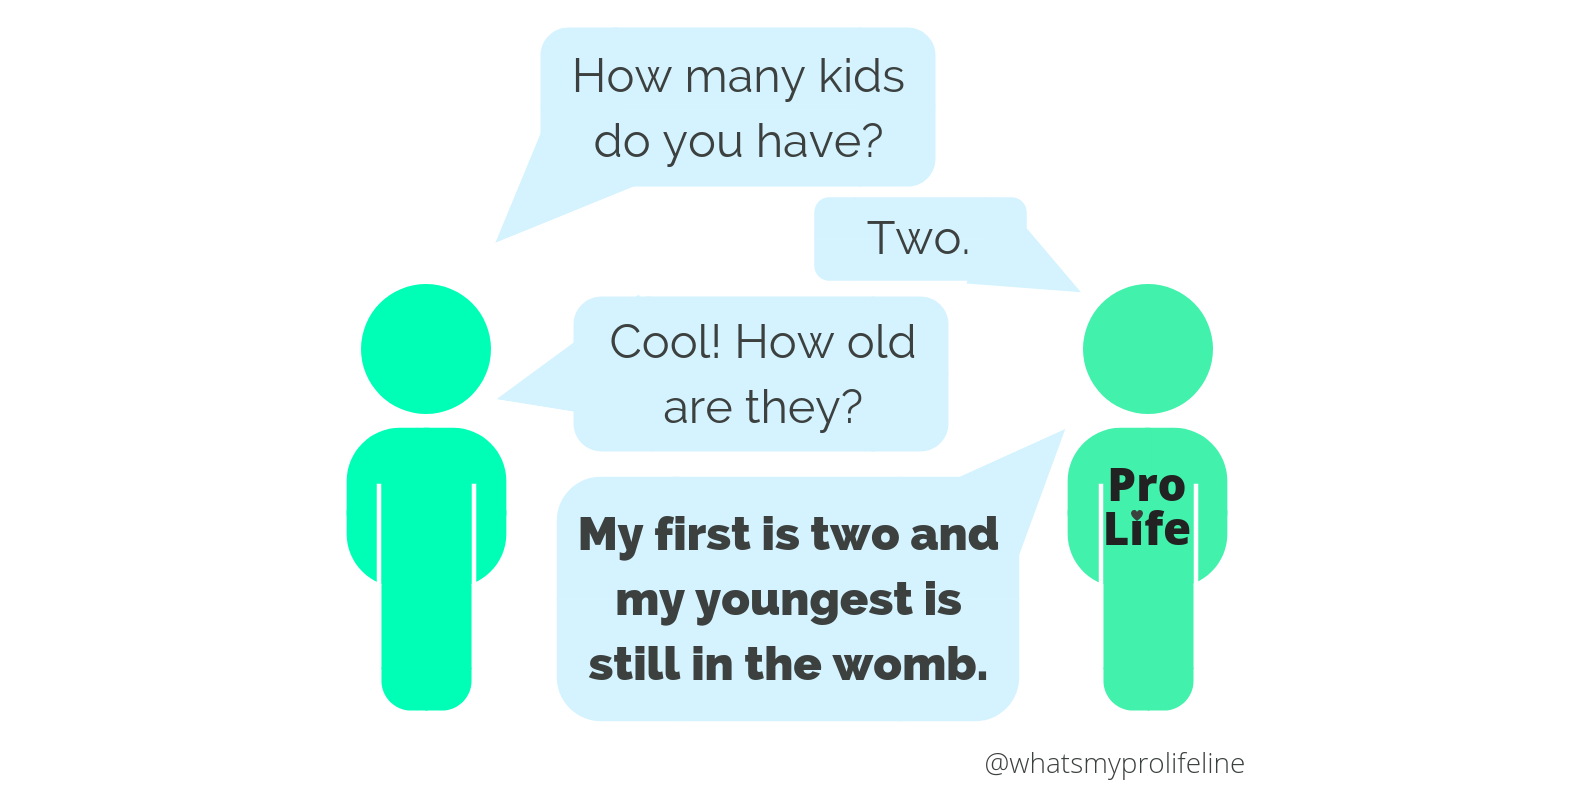 How many kids
do you have?
Two.
Cool! How old
are they?
My first is two and
my youngest is
still in the womb.
Pro
Life
@whatsmyprolifeline